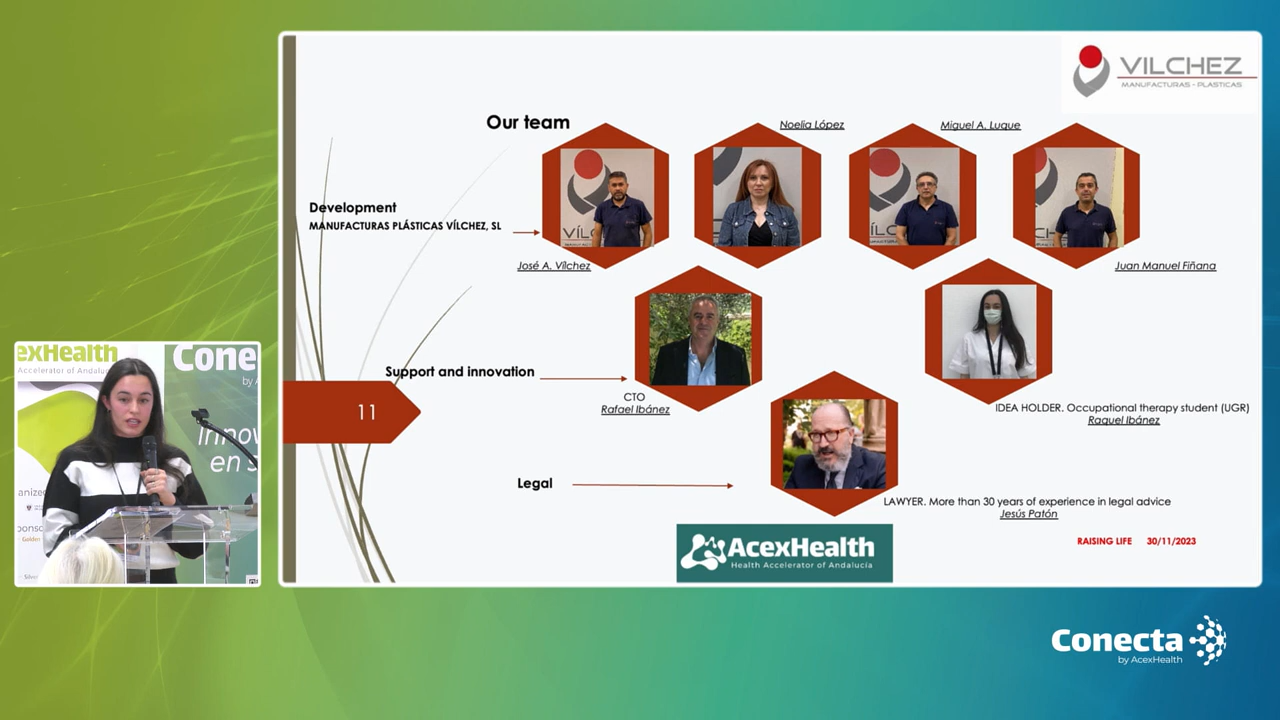 VILCHEZ
MANUFACTURAS - PLASTICAS
Our team
Noelia López
Miguel A. Luque
Development
MANUFACTURAS PLÁSTICAS VÍLCHEZ, SL
José A. Vílchez
Juan Manuel Fiñana
Support and innovation
CTO
Rafael Ibánez
IDEA HOLDER. Occupational therapy student (UGR)
Raquel Ibánez
11
Legal
LAWYER. More than 30 years of experience in legal advice
Jesús Patón
RAISING LIFE 30/11/2023
AcexHealth
Health Accelerator of Andalucía
exHealth
Accelerator of Andaluc
Cone
by A
Innov
en s
Conecta
by AcexHealth